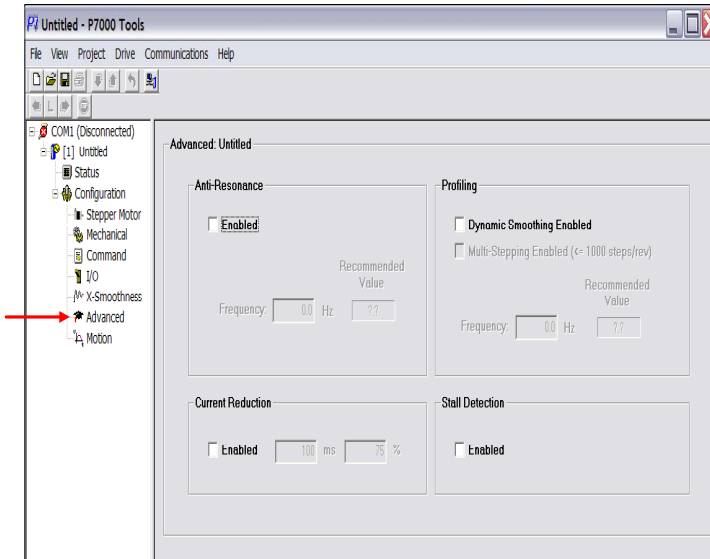 P7 Untitled - P7000 Tools
File View Project Drive Communications Help
L
COM1 (Disconnected)
[1] Untitled
Status
Configuration
Stepper Motor
Mechanical
Command
I/O
X-Smoothness
Advanced
Motion
Advanced: Untitled
Anti-Resonance
Enabled
Recommended
Value
Frequency: 0.0 Hz ?.?
Profiling
Dynamic Smoothing Enabled
Multi-Stepping Enabled (<= 1000 steps/rev)
Recommended
Value
Frequency: 0.0 Hz ?.?
Current Reduction
Enabled 100 ms 75 %
Stall Detection
Enabled